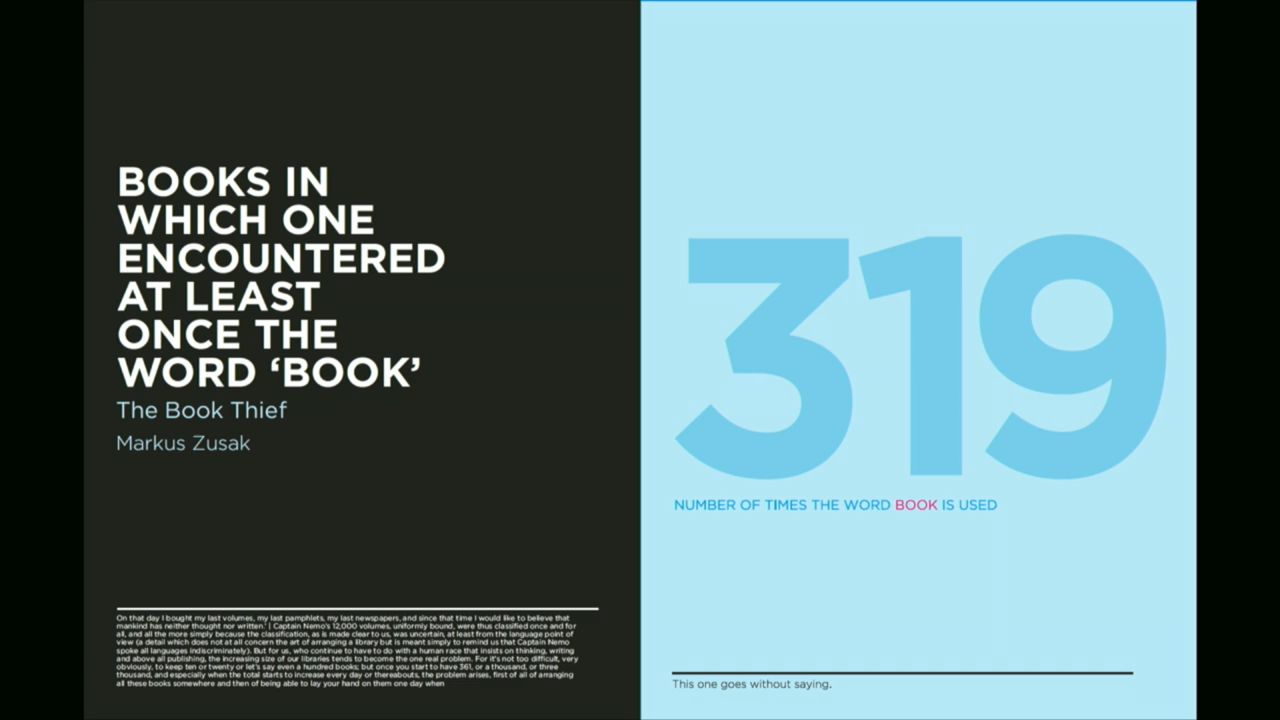 BOOKS IN
WHICH ONE
ENCOUNTERED
AT LEAST
ONCE THE
WORD ‘BOOK’
The Book Thief
Markus Zusak
On that day I bought my last volumes, my last pamphlets, my last newspapers, and since that time I would like to believe that
mankind has neither thought nor written.' | Captain Nemo's 12,000 volumes, uniformly bound, were thus classified once and for
all, and all the more simply because the classification, as is made clear to us, was uncertain, at least from the language point of
view (a detail which does not at all concern the art of arranging a library but is meant simply to remind us that Captain Nemo
spoke all languages indiscriminately). But for us, who continue to have to do with a human race that insists on thinking, writing
and above all publishing, the increasing size of our libraries tends to become the one real problem. For it's not too difficult, very
obviously, to keep ten or twenty or let's say even a hundred books; but once you start to have 361, or a thousand, or three
thousand, and especially when the total starts to increase every day or thereabouts, the problem arises, first of all of arranging
all these books somewhere and then of being able to lay your hand on them one day when
319
NUMBER OF TIMES THE WORD BOOK IS USED
This one goes without saying.